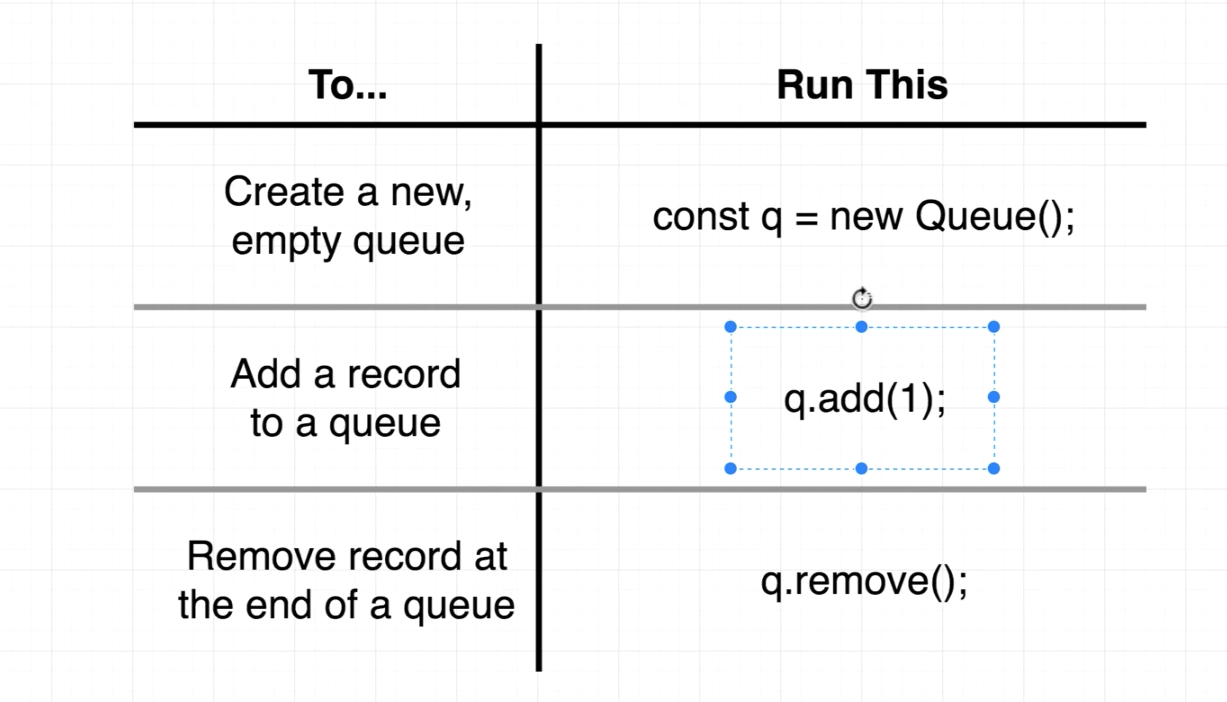 To...
Run This
Create a new,
empty queue
const q = new Queue();
Add a record
to a queue
q.add(1);
Remove record at
the end of a queue
q.remove();